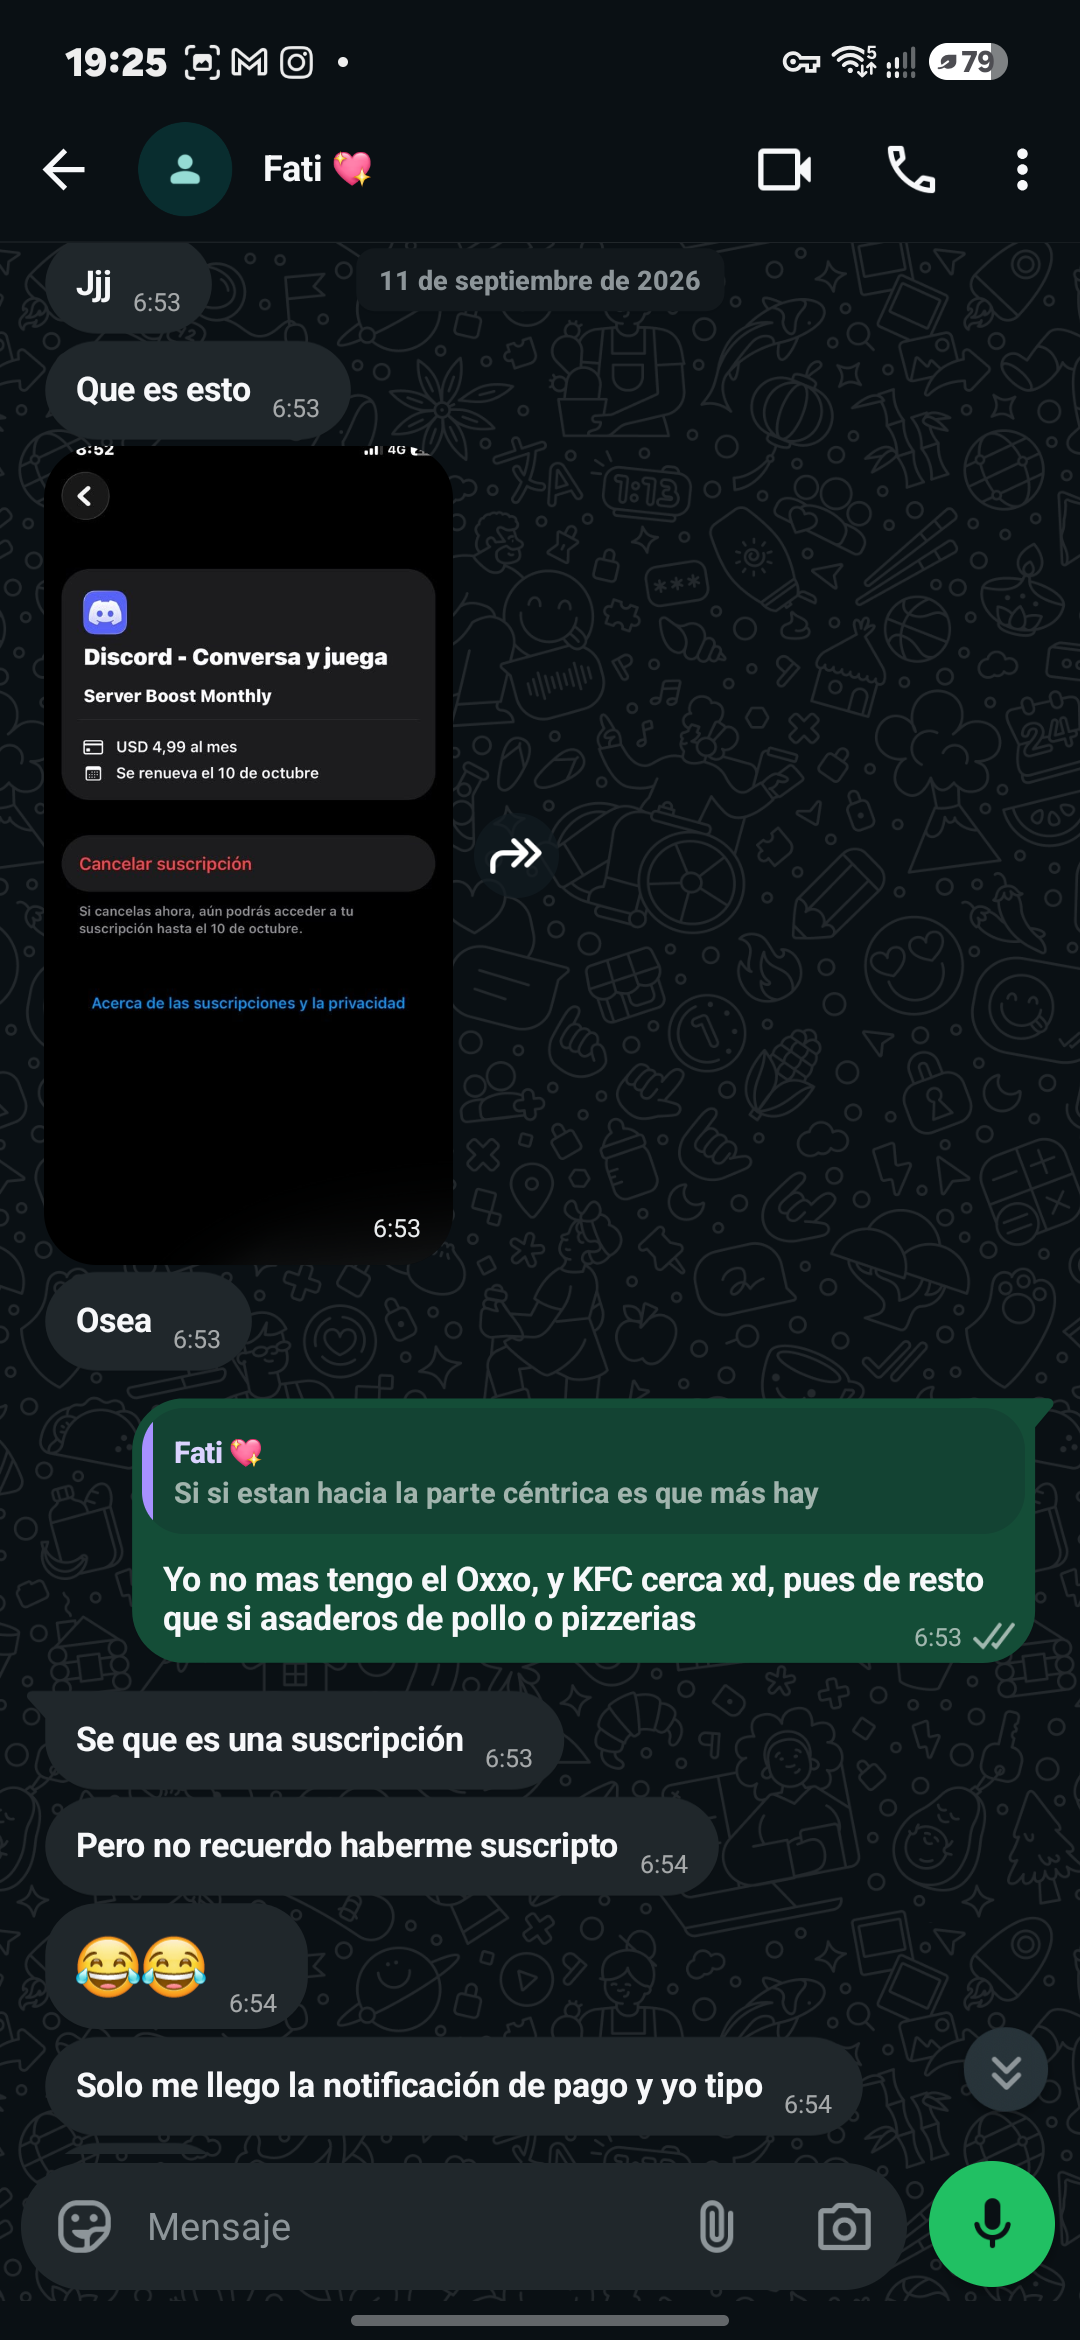 19:25
5
79
Fati 💖
11 de septiembre de 2026
Jjj 6:53
Que es esto 6:53
8:52 4G
Discord - Conversa y juega
Server Boost Monthly
USD 4,99 al mes
Se renueva el 10 de octubre
Cancelar suscripción
Si cancelas ahora, aún podrás acceder a tu
suscripción hasta el 10 de octubre.
Acerca de las suscripciones y la privacidad
6:53
Osea 6:53
Fati 💖
Si si estan hacia la parte céntrica es que más hay
Yo no mas tengo el Oxxo, y KFC cerca xd, pues de resto
que si asaderos de pollo o pizzerias
6:53
Se que es una suscripción 6:53
Pero no recuerdo haberme suscripto 6:54
😂😂 6:54
Solo me llego la notificación de pago y yo tipo 6:54
Mensaje